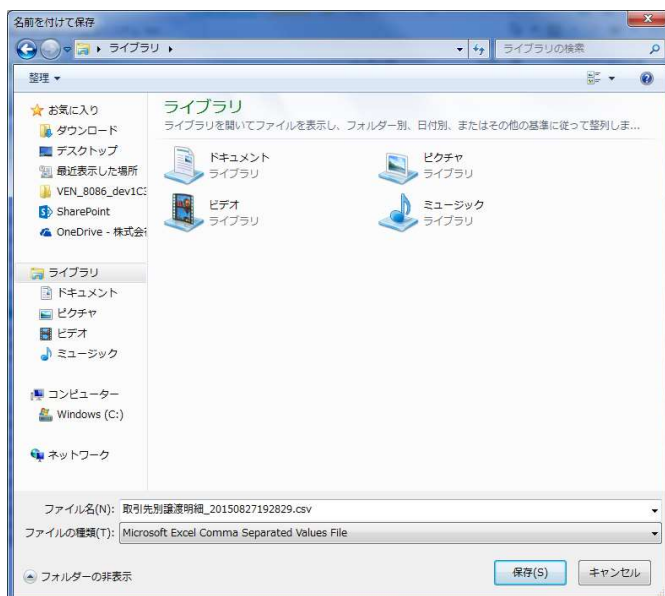 名前を付けて保存
ライブラリ
ライブラリの検索
整理
お気に入り
ダウンロード
デスクトップ
最近表示した場所
VEN_8086_dev1C3
SharePoint
OneDrive - 株式会社
ライブラリ
ドキュメント
ピクチャ
ビデオ
ミュージック
コンピューター
Windows (C:)
ネットワーク
ライブラリ
ライブラリを開いてファイルを表示し、フォルダー別、日付別、またはその他の基準に従って整列しま...
ドキュメント
ライブラリ
ピクチャ
ライブラリ
ビデオ
ライブラリ
ミュージック
ライブラリ
ファイル名(N): 取引先別譲渡明細_20150827192829.csv
ファイルの種類(T): Microsoft Excel Comma Separated Values File
フォルダーの非表示
保存(S)
キャンセル